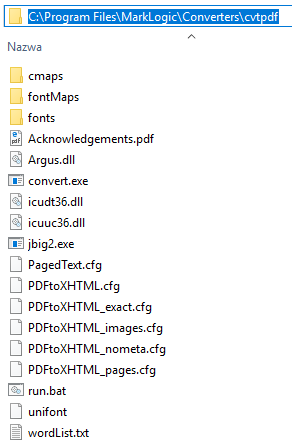 C:\Program Files\MarkLogic\Converters\cvtpdf
Nazwa
cmaps
fontMaps
fonts
Acknowledgements.pdf
Argus.dll
convert.exe
icudt36.dll
icuuc36.dll
jbig2.exe
PagedText.cfg
PDFtoXHTML.cfg
PDFtoXHTML_exact.cfg
PDFtoXHTML_images.cfg
PDFtoXHTML_nometa.cfg
PDFtoXHTML_pages.cfg
run.bat
unifont
wordList.txt